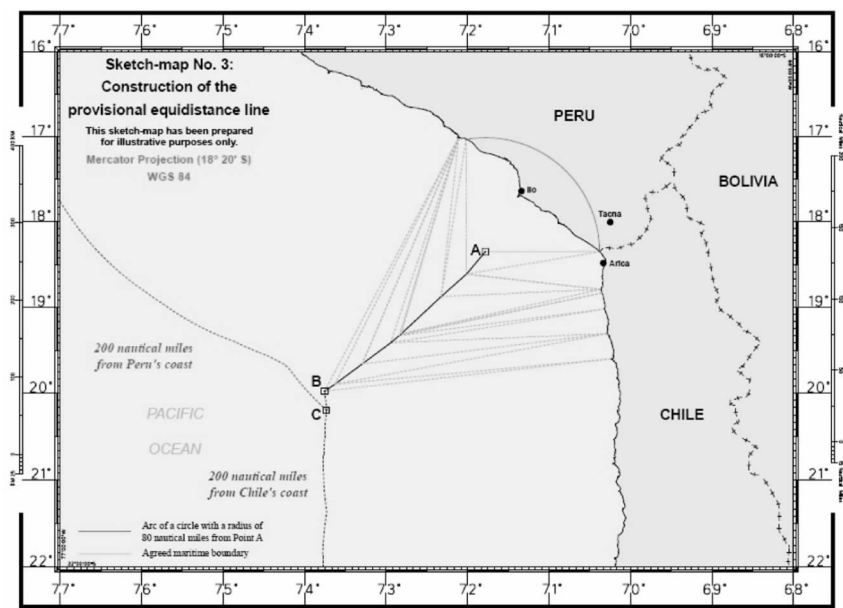 77° 76° 75° 74° 73° 72° 71° 70° 69° 68°
16° 16°
Sketch-map No. 3:
Construction of the
provisional equidistance line
This sketch-map has been prepared
for illustrative purposes only.
Mercator Projection (18° 20' S)
WGS 84
PERU
BOLIVIA
17° 17°
Ilo
Tacna
18° 18°
A
Arica
19° 19°
200 nautical miles
from Peru's coast
20° 20°
B
C
PACIFIC
OCEAN
CHILE
21° 21°
200 nautical miles
from Chile's coast
Arc of a circle with a radius of
80 nautical miles from Point A
Agreed maritime boundary
22° 22°
77° 76° 75° 74° 73° 72° 71° 70° 69° 68°